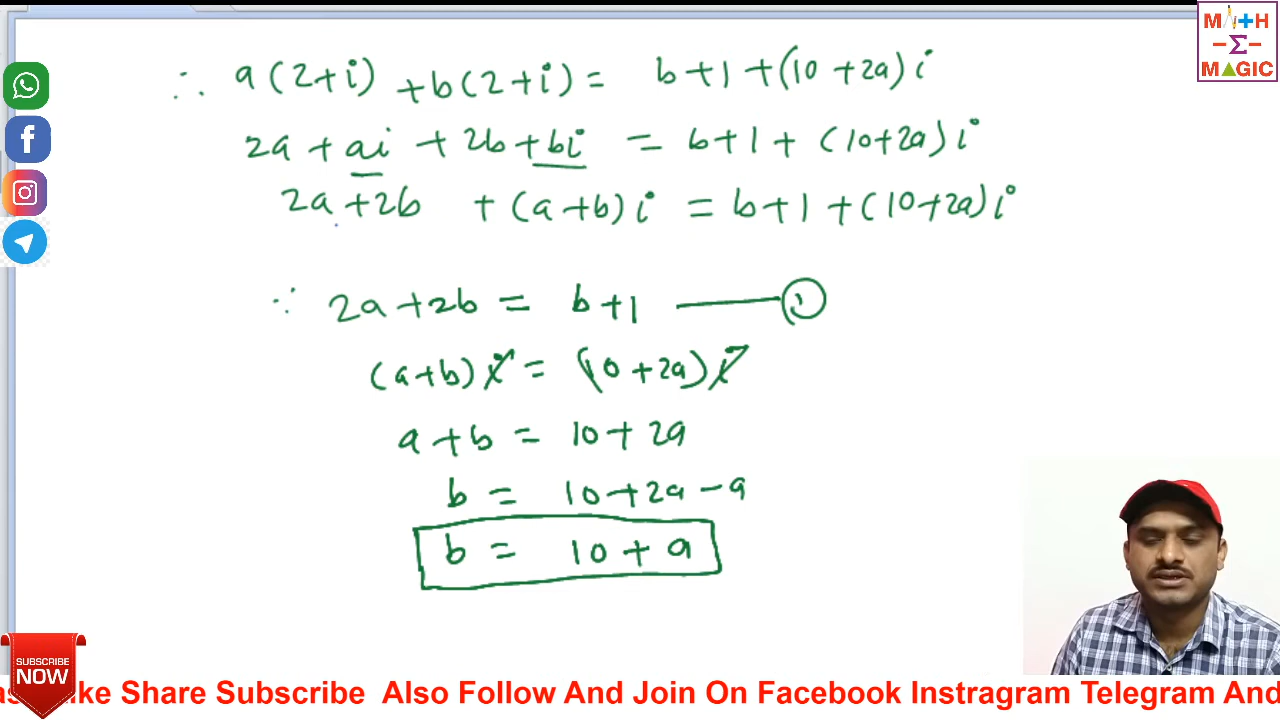 MATH
–Σ–
MAGIC
∴ a(2+i) +b(2+i) = b+1+(10+2a)i
2a + ai + 2b+bi = b+1+(10+2a)i
2a+2b + (a+b)i = b+1+(10+2a)i
∵ 2a+2b = b+1 —— 1
(a+b)i = (10+2a)i
a+b = 10+2a
b = 10+2a-a
b = 10+a
SUBSCRIBE
NOW
ke Share Subscribe Also Follow And Join On Facebook Instragram Telegram And